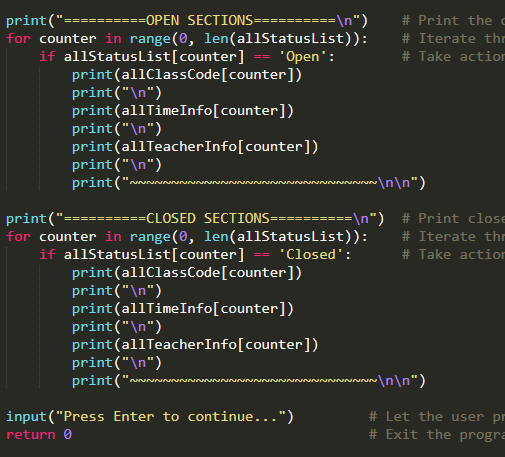 print("==========OPEN SECTIONS==========\n")    # Print the
for counter in range(0, len(allStatusList)):    # Iterate thr
    if allStatusList[counter] == 'Open':        # Take action
        print(allClassCode[counter])
        print("\n")
        print(allTimeInfo[counter])
        print("\n")
        print(allTeacherInfo[counter])
        print("\n")
        print("~~~~~~~~~~~~~~~~~~~~~~~~~~~~~~\n\n")
print("==========CLOSED SECTIONS==========\n")  # Print close
for counter in range(0, len(allStatusList)):    # Iterate thr
    if allStatusList[counter] == 'Closed':      # Take action
        print(allClassCode[counter])
        print("\n")
        print(allTimeInfo[counter])
        print("\n")
        print(allTeacherInfo[counter])
        print("\n")
        print("~~~~~~~~~~~~~~~~~~~~~~~~~~~~~~\n\n")
input("Press Enter to continue...")         # Let the user pr
return 0                                    # Exit the progra